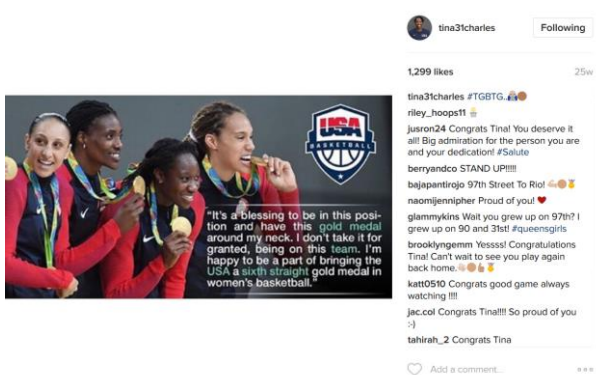 tina31charles
Following
1,299 likes
25w
tina31charles #TGBTG..
riley_hoops11
jusron24 Congrats Tina! You deserve it
all! Big admiration for the person you are
and your dedication! #Salute
berryandco STAND UP!!!!!
bajapantirojo 97th Street To Rio!
naomijennipher Proud of you!
glammykins Wait you grew up on 97th? I
grew up on 90 and 31st! #queensgirls
brooklyngemm Yessss! Congratulations
Tina! Can't wait to see you play again
back home.
katt0510 Congrats good game always
watching !!!!
jac.col Congrats Tina!!!! So proud of you
:-)
tahirah_2 Congrats Tina
Add a comment...
USA
BASKETBALL
"It's a blessing to be in this posi-
tion and have this gold medal
around my neck. I don't take it for
granted, being on this team. I'm
happy to be a part of bringing the
USA a sixth straight gold medal in
women's basketball."